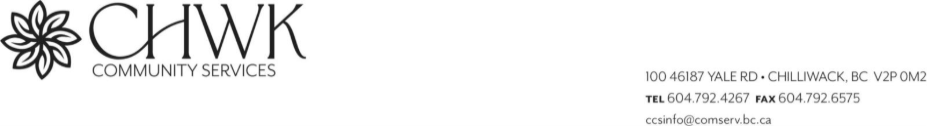 CHWK
COMMUNITY SERVICES
100 46187 YALE RD • CHILLIWACK, BC V2P 0M2
TEL 604.792.4267 FAX 604.792.6575
ccsinfo@comserv.bc.ca